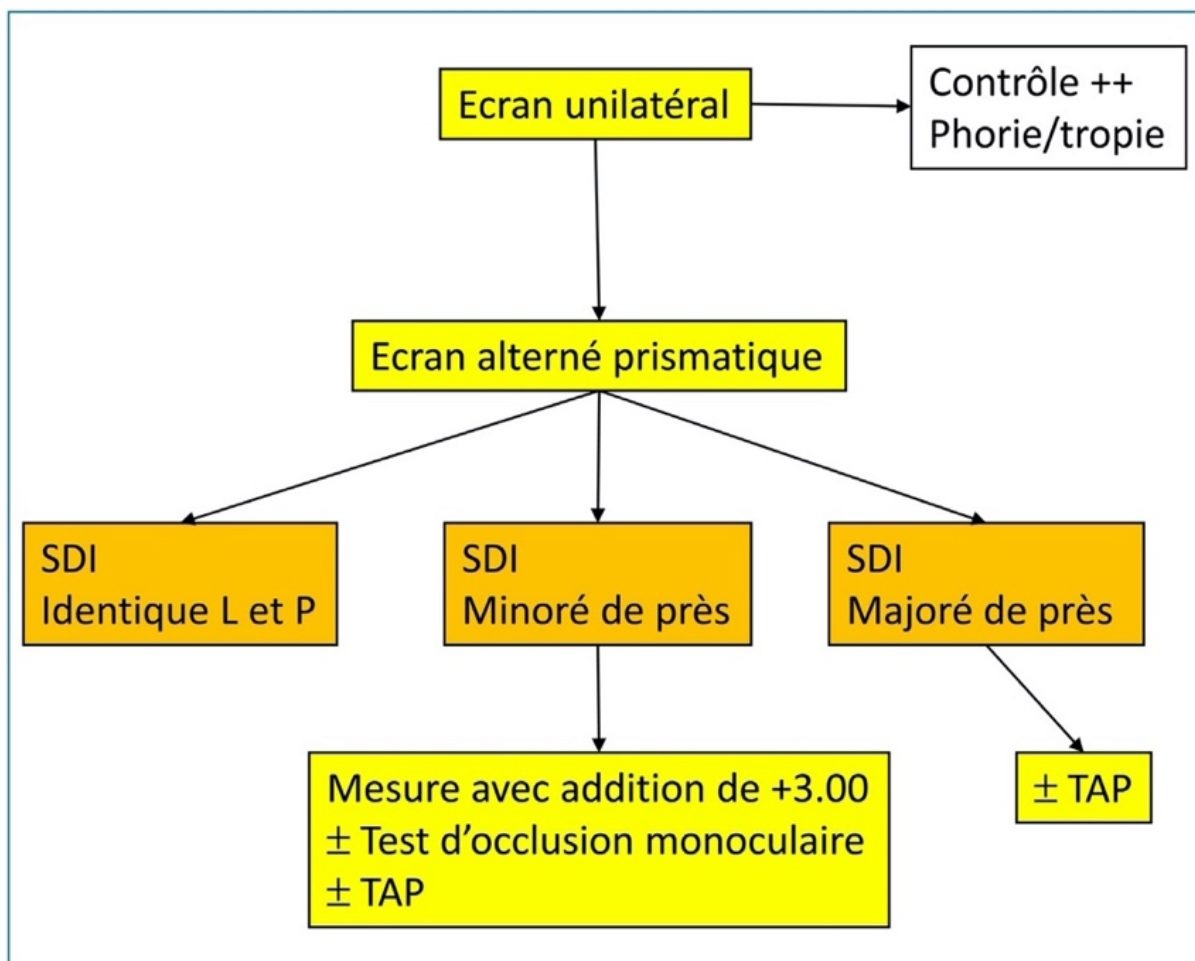 Ecran unilatéral
Contrôle ++
Phorie/tropie
Ecran alterné prismatique
SDI
Identique L et P
SDI
Minoré de près
SDI
Majoré de près
Mesure avec addition de +3.00
± Test d’occlusion monoculaire
± TAP
± TAP